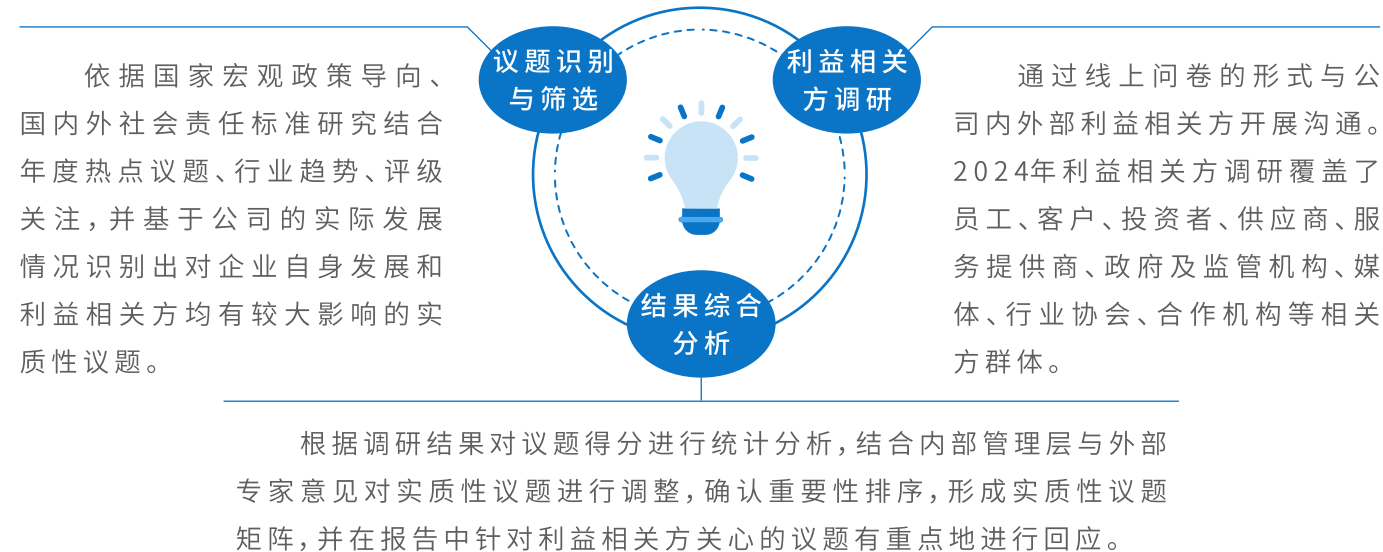 议题识别
与筛选
依据国家宏观政策导向、
国内外社会责任标准研究结合
年度热点议题、行业趋势、评级
关注，并基于公司的实际发展
情况识别出对企业自身发展和
利益相关方均有较大影响的实
质性议题。
利益相关
方调研
通过线上问卷的形式与公
司内外部利益相关方开展沟通。
2024年利益相关方调研覆盖了
员工、客户、投资者、供应商、服
务提供商、政府及监管机构、媒
体、行业协会、合作机构等相关
方群体。
结果综合
分析
根据调研结果对议题得分进行统计分析，结合内部管理层与外部
专家意见对实质性议题进行调整，确认重要性排序，形成实质性议题
矩阵，并在报告中针对利益相关方关心的议题有重点地进行回应。